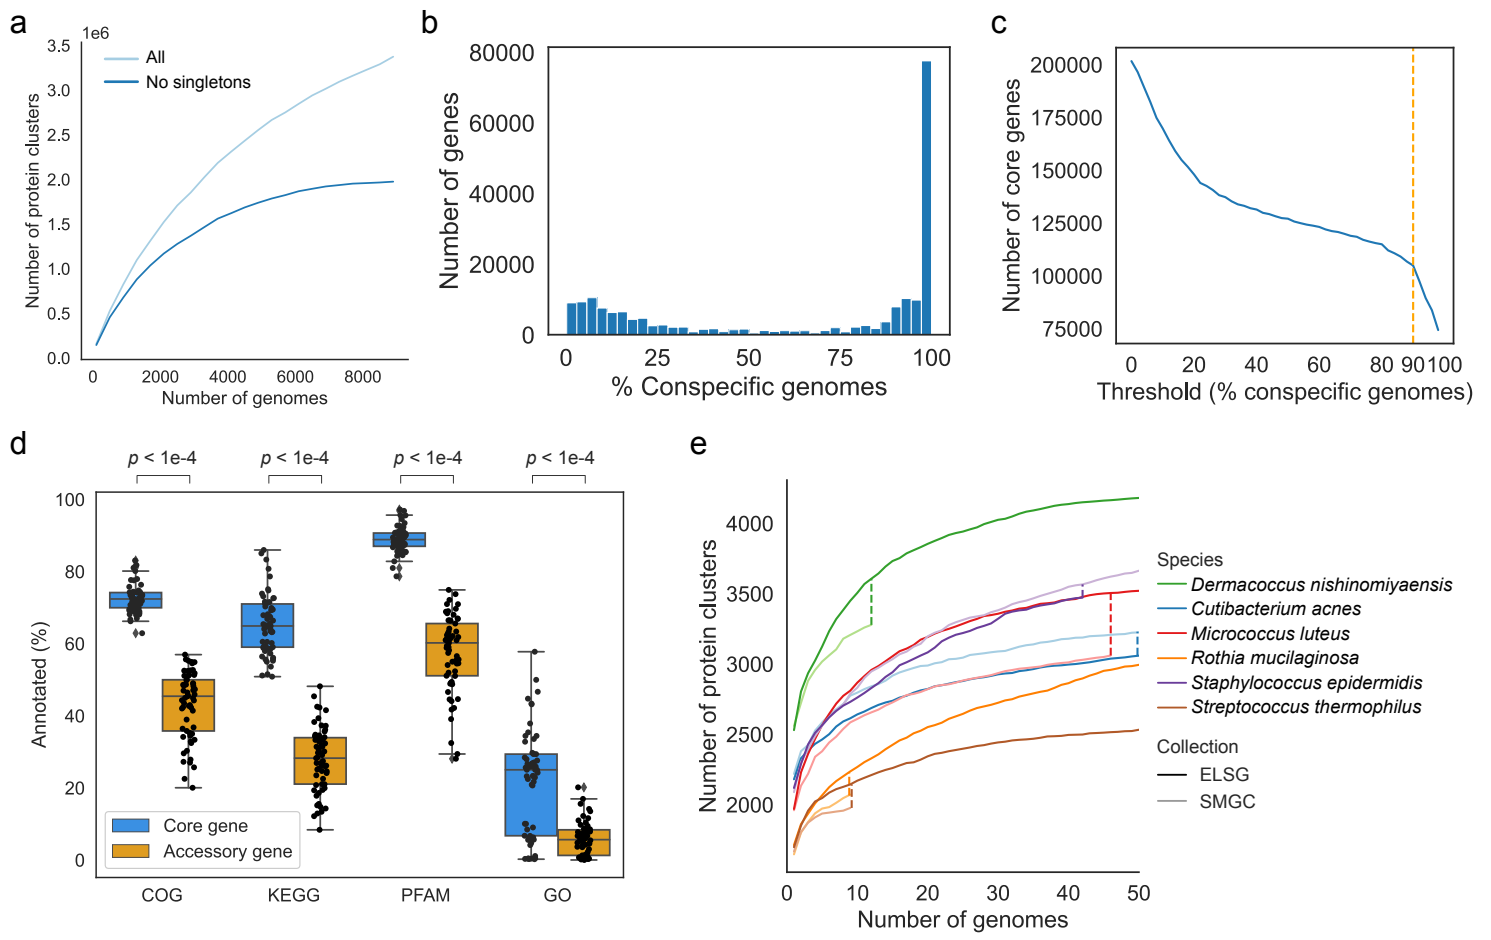 a
1e6
3.5
3.0
2.5
2.0
1.5
1.0
0.5
0.0
Number of protein clusters
All
No singletons
0 2000 4000 6000 8000
Number of genomes
b
80000
60000
40000
20000
0
Number of genes
0 25 50 75 100
% Conspecific genomes
c
200000
175000
150000
125000
100000
75000
Number of core genes
0 20 40 60 80 90 100
Threshold (% conspecific genomes)
d
p < 1e-4 p < 1e-4 p < 1e-4 p < 1e-4
100
80
60
40
20
0
Annotated (%)
Core gene
Accessory gene
COG KEGG PFAM GO
e
4000
3500
3000
2500
2000
Number of protein clusters
0 10 20 30 40 50
Number of genomes
Species
Dermacoccus nishinomiyaensis
Cutibacterium acnes
Micrococcus luteus
Rothia mucilaginosa
Staphylococcus epidermidis
Streptococcus thermophilus
Collection
ELSG
SMGC